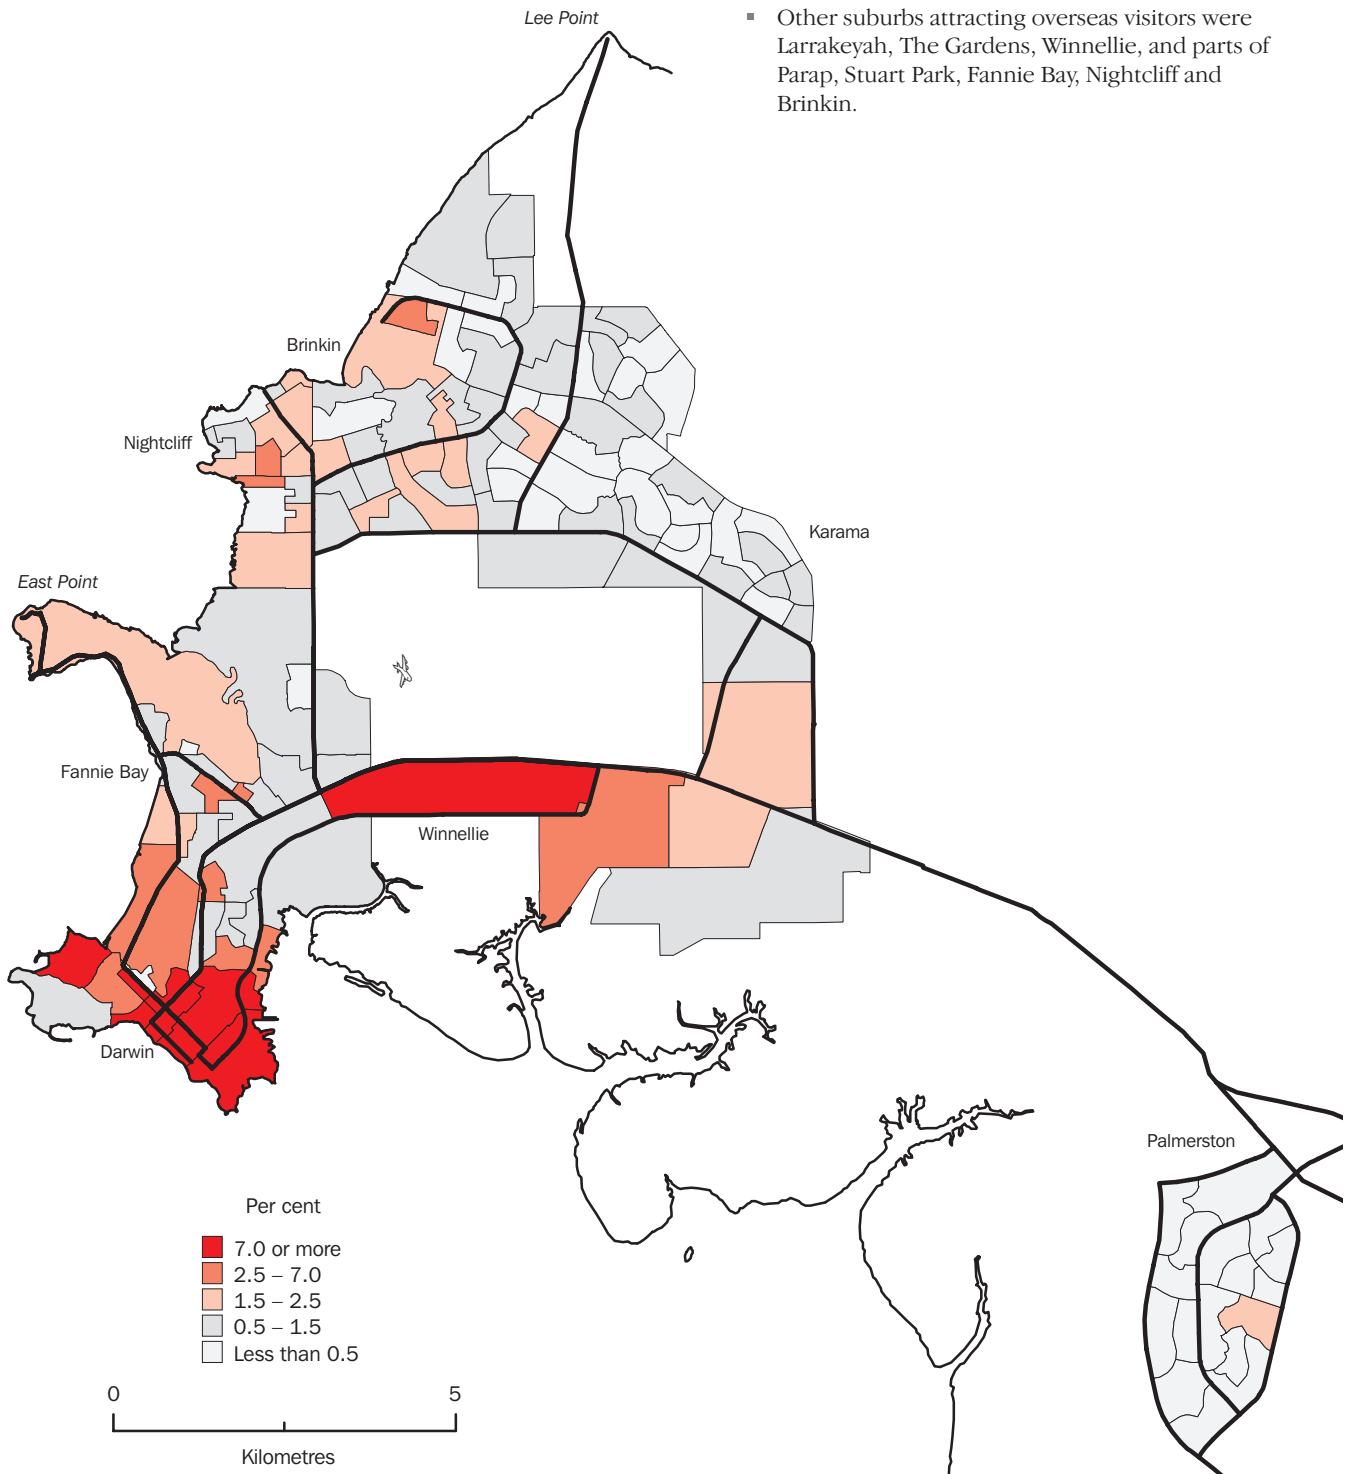 Lee Point
▪ Other suburbs attracting overseas visitors were
Larrakeyah, The Gardens, Winnellie, and parts of
Parap, Stuart Park, Fannie Bay, Nightcliff and
Brinkin.
Brinkin
Nightcliff
Karama
East Point
Fannie Bay
Winnellie
Darwin
Palmerston
Per cent
7.0 or more
2.5 – 7.0
1.5 – 2.5
0.5 – 1.5
Less than 0.5
0 5
Kilometres